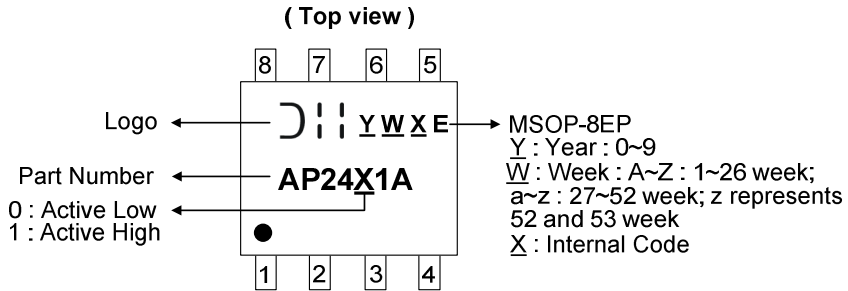 ( Top view )
8 7 6 5
Logo
Y W X E
MSOP-8EP
Y : Year : 0~9
W : Week : A~Z : 1~26 week;
a~z : 27~52 week; z represents
52 and 53 week
X : Internal Code
Part Number
AP24X1A
0 : Active Low
1 : Active High
1 2 3 4